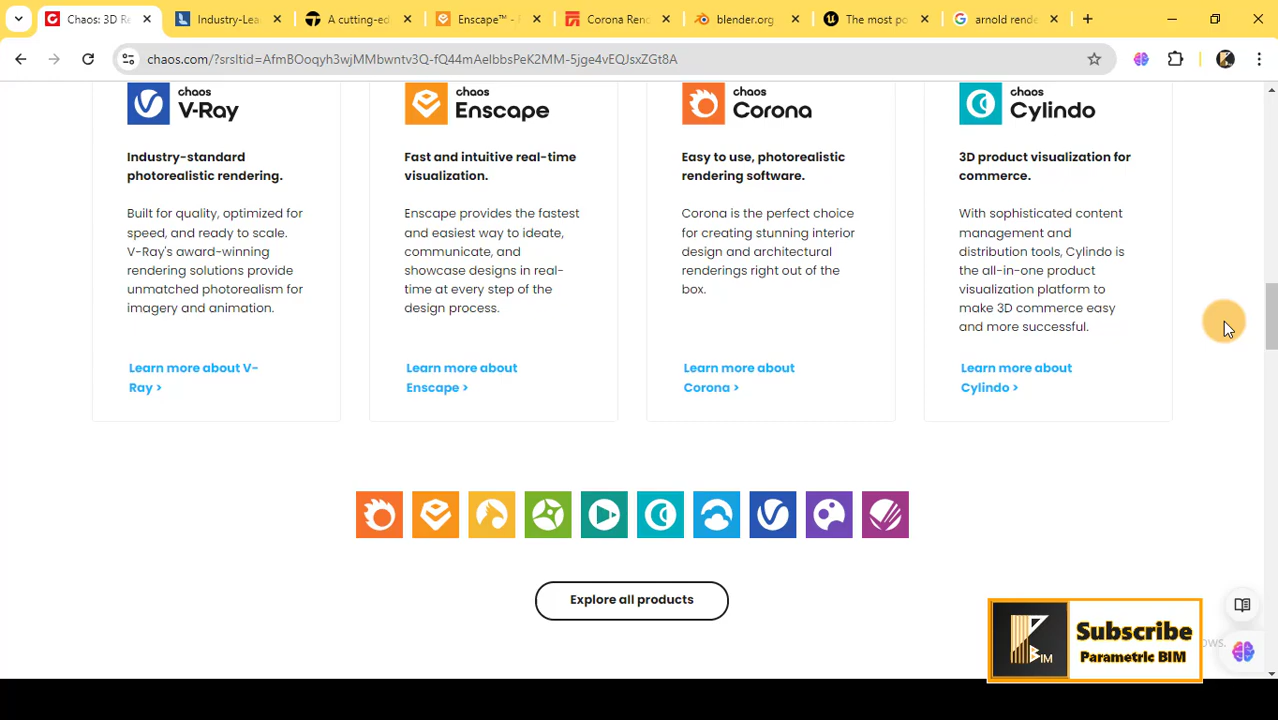 Chaos: 3D Re
Industry-Lea
A cutting-ed
Enscape™ - F
Corona Rend
blender.org
The most po
arnold rende
chaos.com/?srsltid=AfmBOoqyh3wjMMbwntv3Q-fQ44mAeIbbsPeK2MM-5jge4vEQJsxZGt8A
chaos
V-Ray
Industry-standard
photorealistic rendering.
Built for quality, optimized for
speed, and ready to scale.
V-Ray's award-winning
rendering solutions provide
unmatched photorealism for
imagery and animation.
Learn more about V-
Ray >
chaos
Enscape
Fast and intuitive real-time
visualization.
Enscape provides the fastest
and easiest way to ideate,
communicate, and
showcase designs in real-
time at every step of the
design process.
Learn more about
Enscape >
chaos
Corona
Easy to use, photorealistic
rendering software.
Corona is the perfect choice
for creating stunning interior
design and architectural
renderings right out of the
box.
Learn more about
Corona >
chaos
Cylindo
3D product visualization for
commerce.
With sophisticated content
management and
distribution tools, Cylindo is
the all-in-one product
visualization platform to
make 3D commerce easy
and more successful.
Learn more about
Cylindo >
Explore all products
BIM
Subscribe
Parametric BIM
ows.